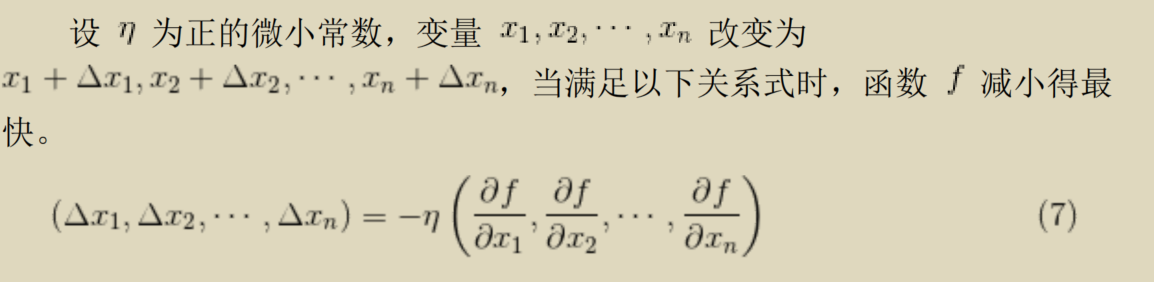 设 η 为正的微小常数，变量 x₁, x₂, ⋯ , xₙ 改变为
x₁ + Δx₁, x₂ + Δx₂, ⋯ , xₙ + Δxₙ，当满足以下关系式时，函数 f 减小得最
快。
(Δx₁, Δx₂, ⋯ , Δxₙ) = −η (∂f/∂x₁, ∂f/∂x₂, ⋯ , ∂f/∂xₙ) (7)